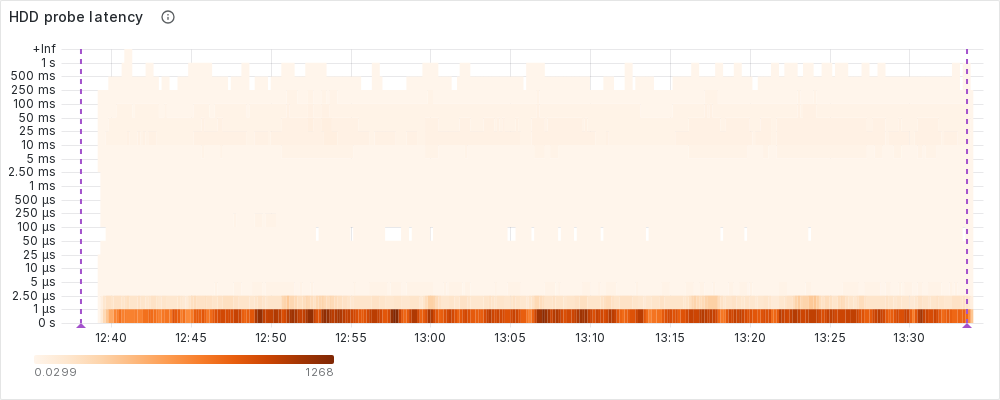 HDD probe latency
+Inf
1 s
500 ms
250 ms
100 ms
50 ms
25 ms
10 ms
5 ms
2.50 ms
1 ms
500 µs
250 µs
100 µs
50 µs
25 µs
10 µs
5 µs
2.50 µs
1 µs
0 s
12:40 12:45 12:50 12:55 13:00 13:05 13:10 13:15 13:20 13:25 13:30
0.0299 1268